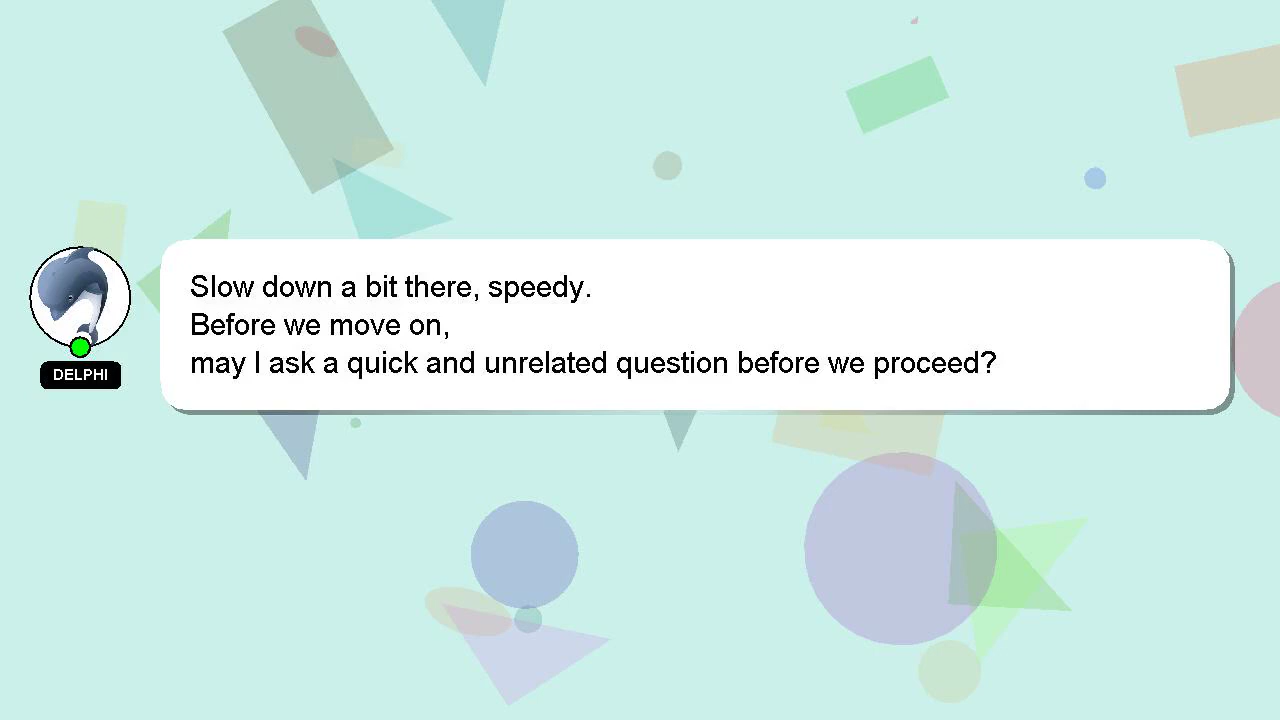 Slow down a bit there, speedy.
Before we move on,
may I ask a quick and unrelated question before we proceed?
DELPHI